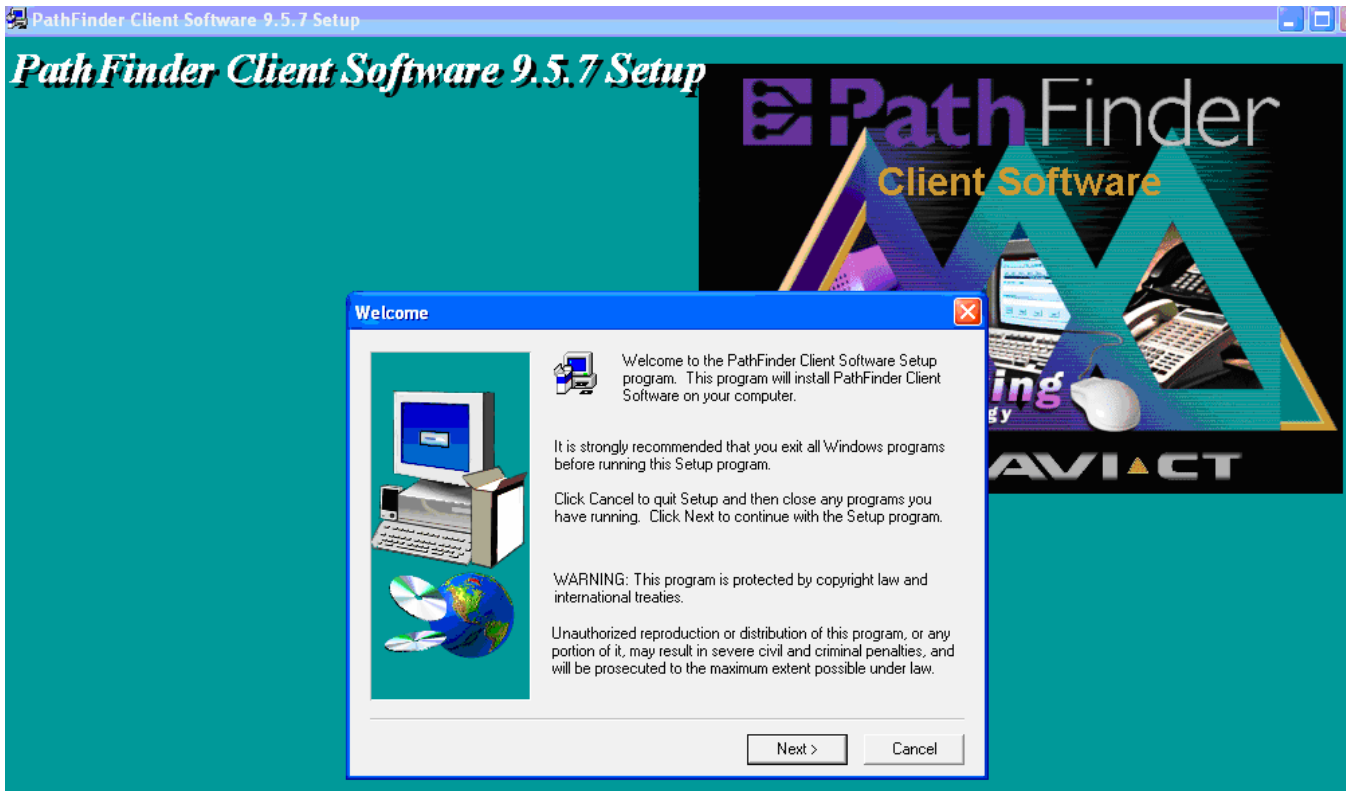 PathFinder Client Software 9.5.7 Setup
PathFinder Client Software 9.5.7 Setup
PathFinder
Client Software
Welcome
Welcome to the PathFinder Client Software Setup
program. This program will install PathFinder Client
Software on your computer.
It is strongly recommended that you exit all Windows programs
before running this Setup program.
Click Cancel to quit Setup and then close any programs you
have running. Click Next to continue with the Setup program.
WARNING: This program is protected by copyright law and
international treaties.
Unauthorized reproduction or distribution of this program, or any
portion of it, may result in severe civil and criminal penalties, and
will be prosecuted to the maximum extent possible under law.
Next >
Cancel